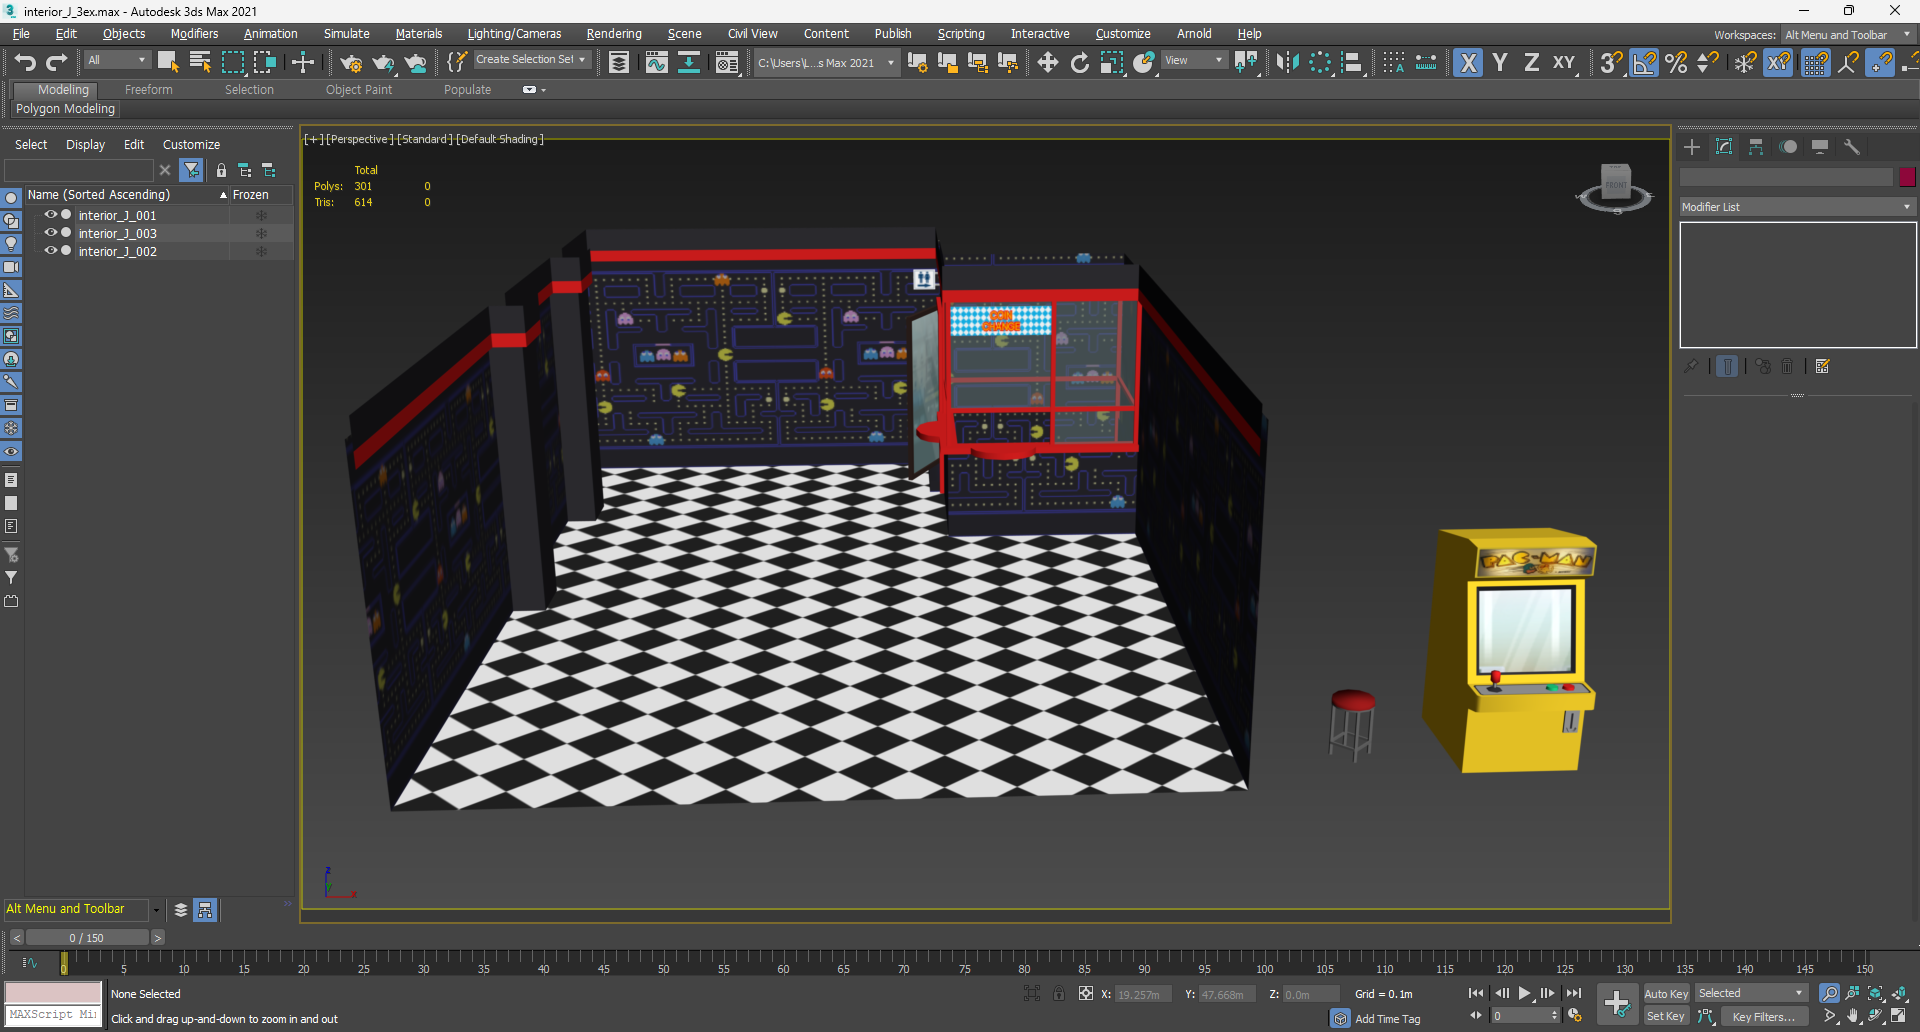 interior_J_3ex.max - Autodesk 3ds Max 2021
File Edit Objects Modifiers Animation Simulate Materials Lighting/Cameras Rendering Scene Civil View Content Publish Scripting Interactive Customize Arnold Help
Workspaces: Alt Menu and Toolbar
All
Create Selection Set
C:\Users\L...s Max 2021
View
X Y Z XY
Modeling Freeform Selection Object Paint Populate
Polygon Modeling
Select Display Edit Customize
Name (Sorted Ascending) Frozen
interior_J_001
interior_J_003
interior_J_002
[+] [Perspective] [Standard] [Default Shading]
Total
Polys: 301 0
Tris: 614 0
FRONT
S
COIN
CHANGE
PAC-MAN
Modifier List
z
x
Alt Menu and Toolbar
< 0 / 150 >
0 5 10 15 20 25 30 35 40 45 50 55 60 65 70 75 80 85 90 95 100 105 110 115 120 125 130 135 140 145 150
None Selected
X: 19.257m Y: 47.668m Z: 0.0m Grid = 0.1m
Auto Key Selected
MAXScript Mi
Click and drag up-and-down to zoom in and out
Add Time Tag
0
Set Key Key Filters...